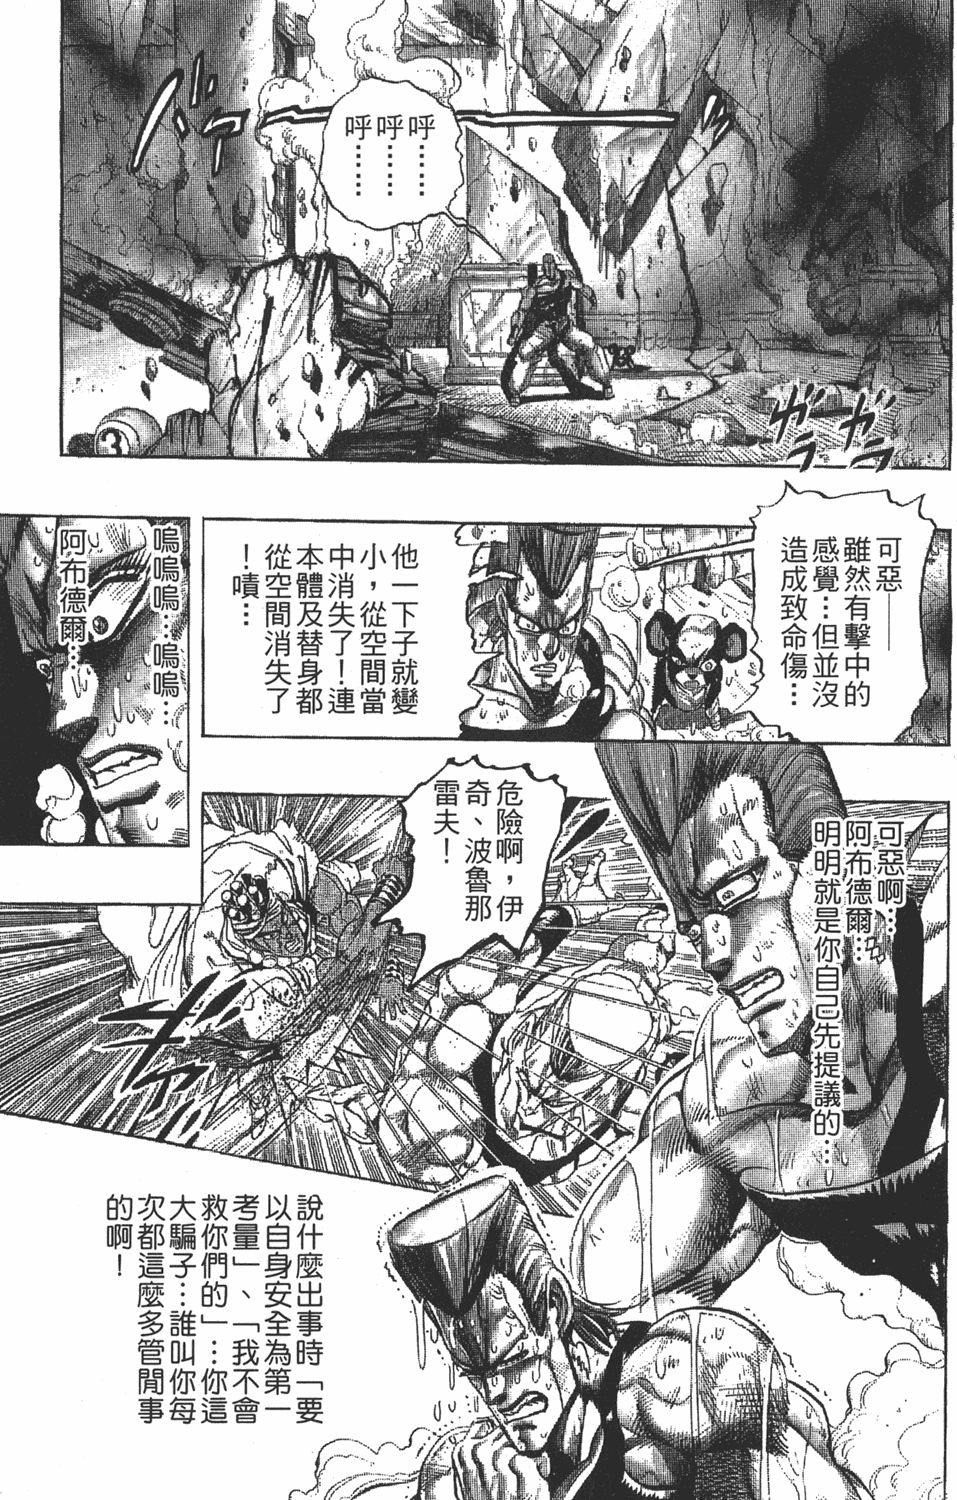 呼…
呼…
呼…
ガラ
ガラ
可惡——
雖然有擊中的
感覺…但並沒
造成致命傷…
他一下子就變
小，從空間當
中消失了！連
本體及替身都
從空間消失了
！嘖…
嗚嗚嗚…嗚嗚…
阿布德爾…
可惡啊…
阿布德爾…
明明就是你自己先提議的…
危險啊，伊
奇、波魯那
雷夫！
說什麼出事時「要
以自身安全為第一
考量」、「我不會
救你們的」…你這
大騙子…誰叫你每
次都這麼多管閒事
的啊！